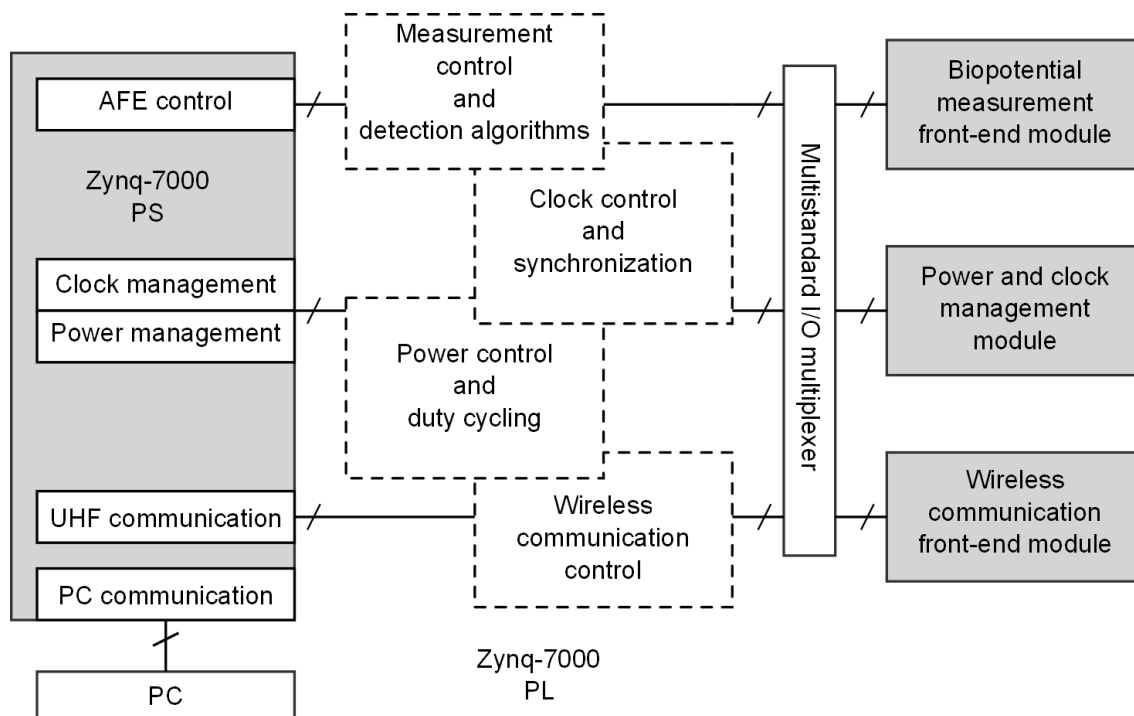 AFE control
Zynq-7000
PS
Clock management
Power management
UHF communication
PC communication
PC
Measurement
control
and
detection algorithms
Clock control
and
synchronization
Power control
and
duty cycling
Wireless
communication
control
Zynq-7000
PL
Multistandard I/O multiplexer
Biopotential
measurement
front-end module
Power and clock
management
module
Wireless
communication
front-end module